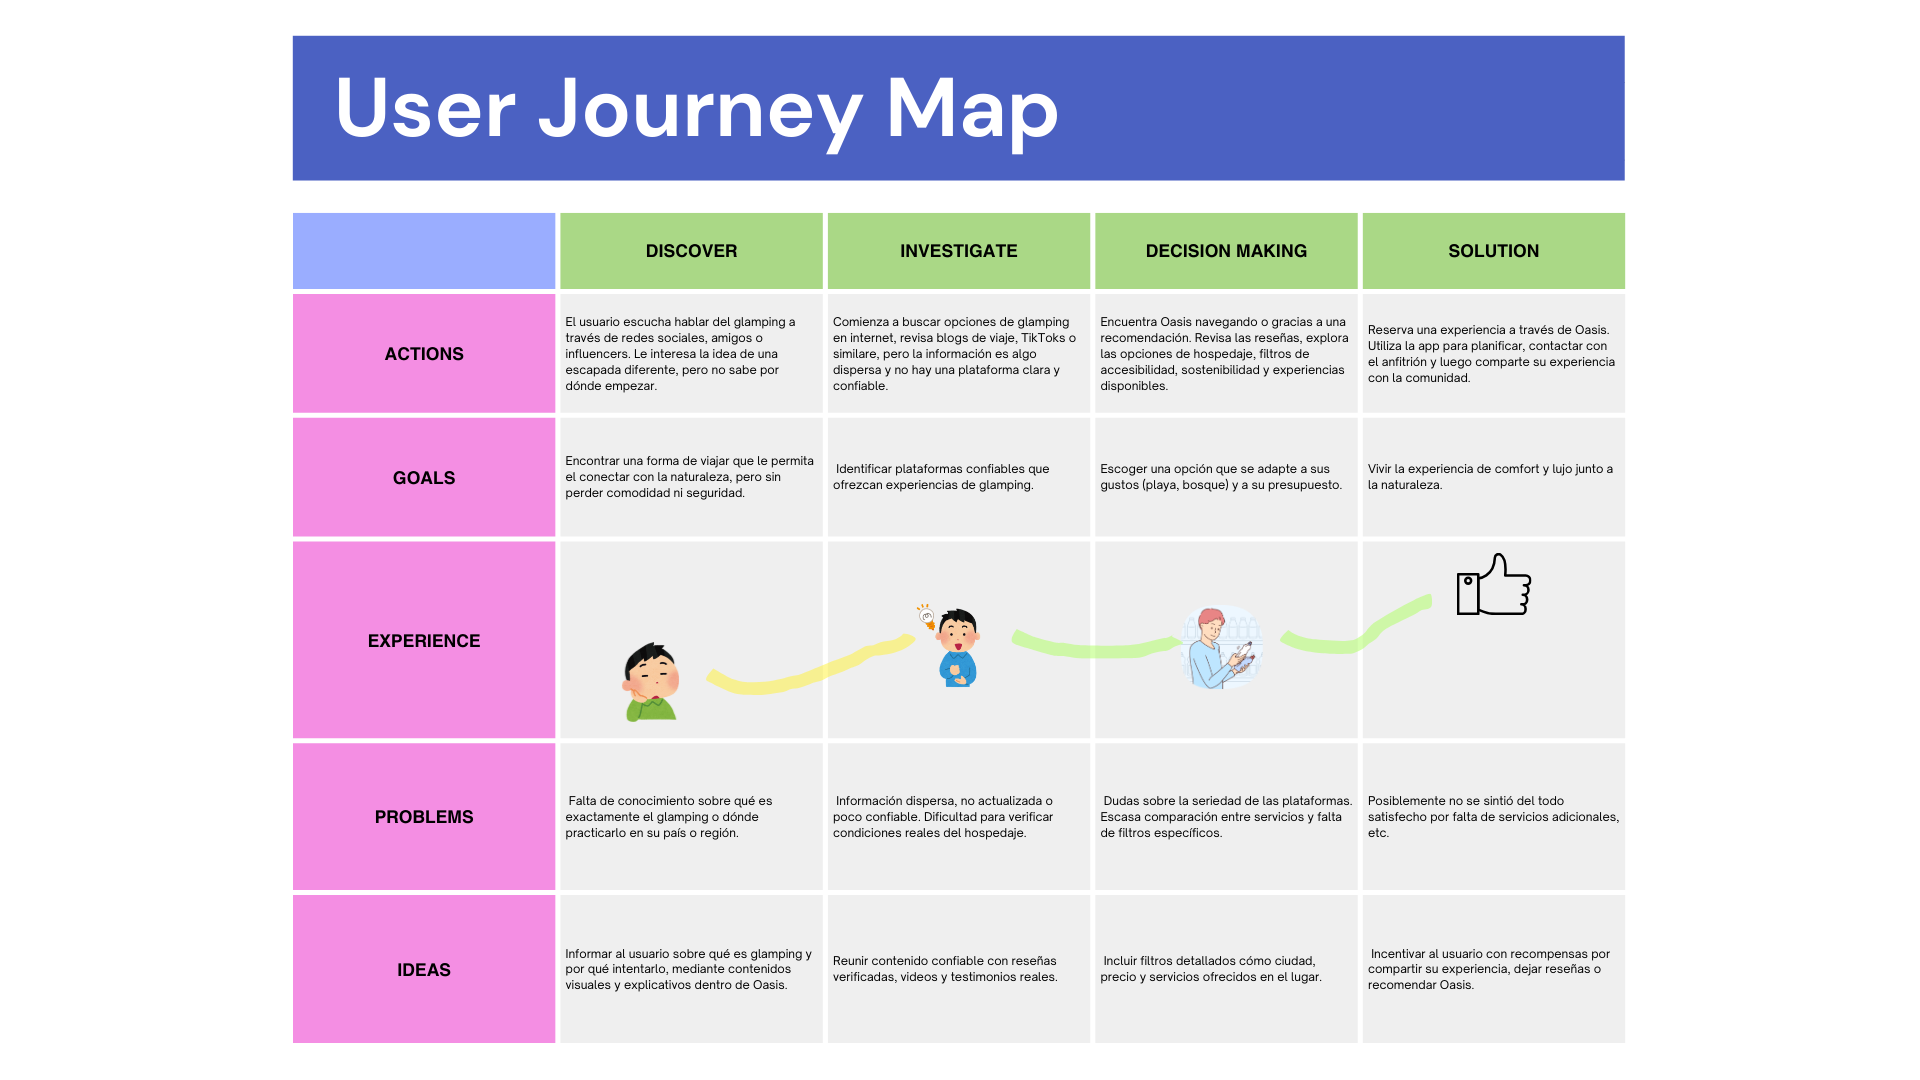 User Journey Map
DISCOVER
INVESTIGATE
DECISION MAKING
SOLUTION
ACTIONS
El usuario escucha hablar del glamping a
través de redes sociales, amigos o
influencers. Le interesa la idea de una
escapada diferente, pero no sabe por
dónde empezar.
Comienza a buscar opciones de glamping
en internet, revisa blogs de viaje, TikToks o
similare, pero la información es algo
dispersa y no hay una plataforma clara y
confiable.
Encuentra Oasis navegando o gracias a una
recomendación. Revisa las reseñas, explora
las opciones de hospedaje, filtros de
accesibilidad, sostenibilidad y experiencias
disponibles.
Reserva una experiencia a través de Oasis.
Utiliza la app para planificar, contactar con
el anfitrión y luego comparte su experiencia
con la comunidad.
GOALS
Encontrar una forma de viajar que le permita
el conectar con la naturaleza, pero sin
perder comodidad ni seguridad.
Identificar plataformas confiables que
ofrezcan experiencias de glamping.
Escoger una opción que se adapte a sus
gustos (playa, bosque) y a su presupuesto.
Vivir la experiencia de comfort y lujo junto a
la naturaleza.
EXPERIENCE
PROBLEMS
Falta de conocimiento sobre qué es
exactamente el glamping o dónde
practicarlo en su país o región.
Información dispersa, no actualizada o
poco confiable. Dificultad para verificar
condiciones reales del hospedaje.
Dudas sobre la seriedad de las plataformas.
Escasa comparación entre servicios y falta
de filtros específicos.
Posiblemente no se sintió del todo
satisfecho por falta de servicios adicionales,
etc.
IDEAS
Informar al usuario sobre qué es glamping y
por qué intentarlo, mediante contenidos
visuales y explicativos dentro de Oasis.
Reunir contenido confiable con reseñas
verificadas, videos y testimonios reales.
Incluir filtros detallados cómo ciudad,
precio y servicios ofrecidos en el lugar.
Incentivar al usuario con recompensas por
compartir su experiencia, dejar reseñas o
recomendar Oasis.